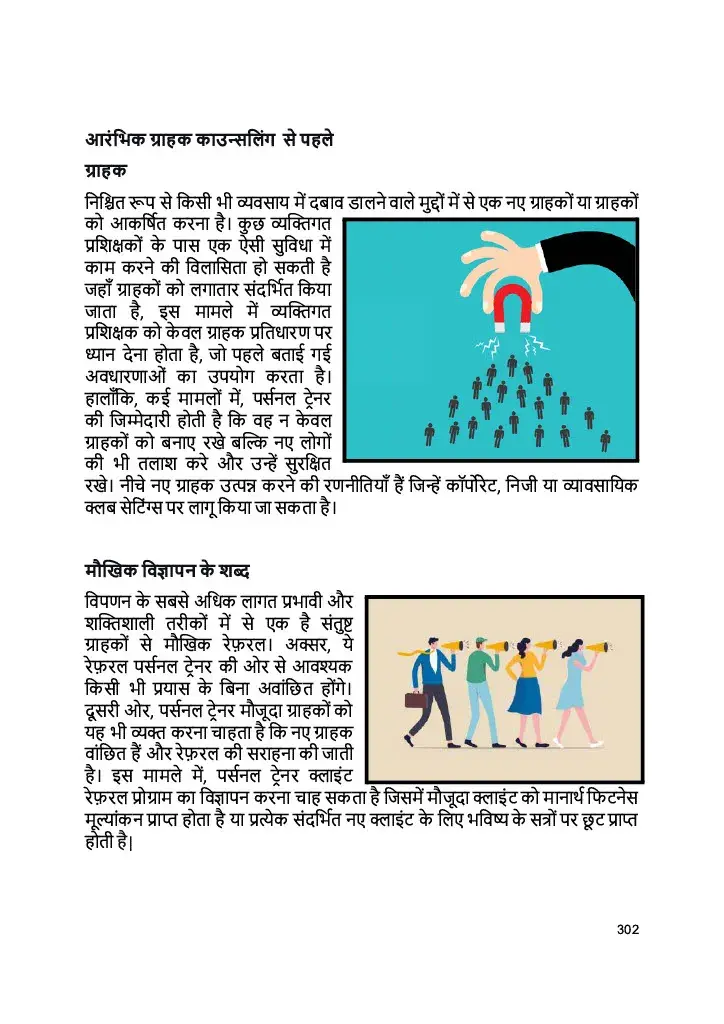 आरंभिक ग्राहक काउन्सलिंग से पहले
ग्राहक
निश्चित रूप से किसी भी व्यवसाय में दबाव डालने वाले मुद्दों में से एक नए ग्राहकों या ग्राहकों
को आकर्षित करना है। कुछ व्यक्तिगत
प्रशिक्षकों के पास एक ऐसी सुविधा में
काम करने की विलासिता हो सकती है
जहाँ ग्राहकों को लगातार संदर्भित किया
जाता है, इस मामले में व्यक्तिगत
प्रशिक्षक को केवल ग्राहक प्रतिधारण पर
ध्यान देना होता है, जो पहले बताई गई
अवधारणाओं का उपयोग करता है।
हालाँकि, कई मामलों में, पर्सनल ट्रेनर
की जिम्मेदारी होती है कि वह न केवल
ग्राहकों को बनाए रखे बल्कि नए लोगों
की भी तलाश करे और उन्हें सुरक्षित
रखे। नीचे नए ग्राहक उत्पन्न करने की रणनीतियाँ हैं जिन्हें कॉर्पोरेट, निजी या व्यावसायिक
क्लब सेटिंग्स पर लागू किया जा सकता है।
मौखिक विज्ञापन के शब्द
विपणन के सबसे अधिक लागत प्रभावी और
शक्तिशाली तरीकों में से एक है संतुष्ट
ग्राहकों से मौखिक रेफ़रल। अक्सर, ये
रेफ़रल पर्सनल ट्रेनर की ओर से आवश्यक
किसी भी प्रयास के बिना अवांछित होंगे।
दूसरी ओर, पर्सनल ट्रेनर मौजूदा ग्राहकों को
यह भी व्यक्त करना चाहता है कि नए ग्राहक
वांछित हैं और रेफ़रल की सराहना की जाती
है। इस मामले में, पर्सनल ट्रेनर क्लाइंट
रेफ़रल प्रोग्राम का विज्ञापन करना चाह सकता है जिसमें मौजूदा क्लाइंट को मानार्थ फिटनेस
मूल्यांकन प्राप्त होता है या प्रत्येक संदर्भित नए क्लाइंट के लिए भविष्य के सत्रों पर छूट प्राप्त
होती है|
302